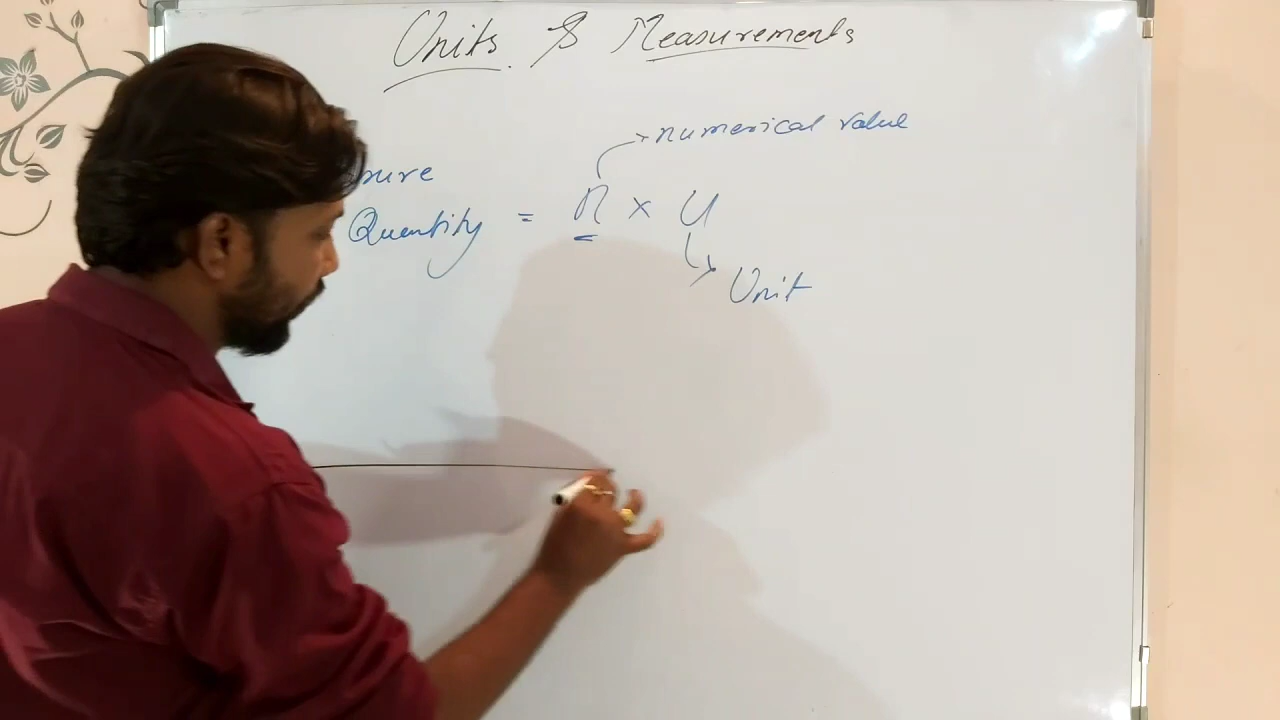 Units & Measurements
numerical value
sure
Quantity = n × u
Unit